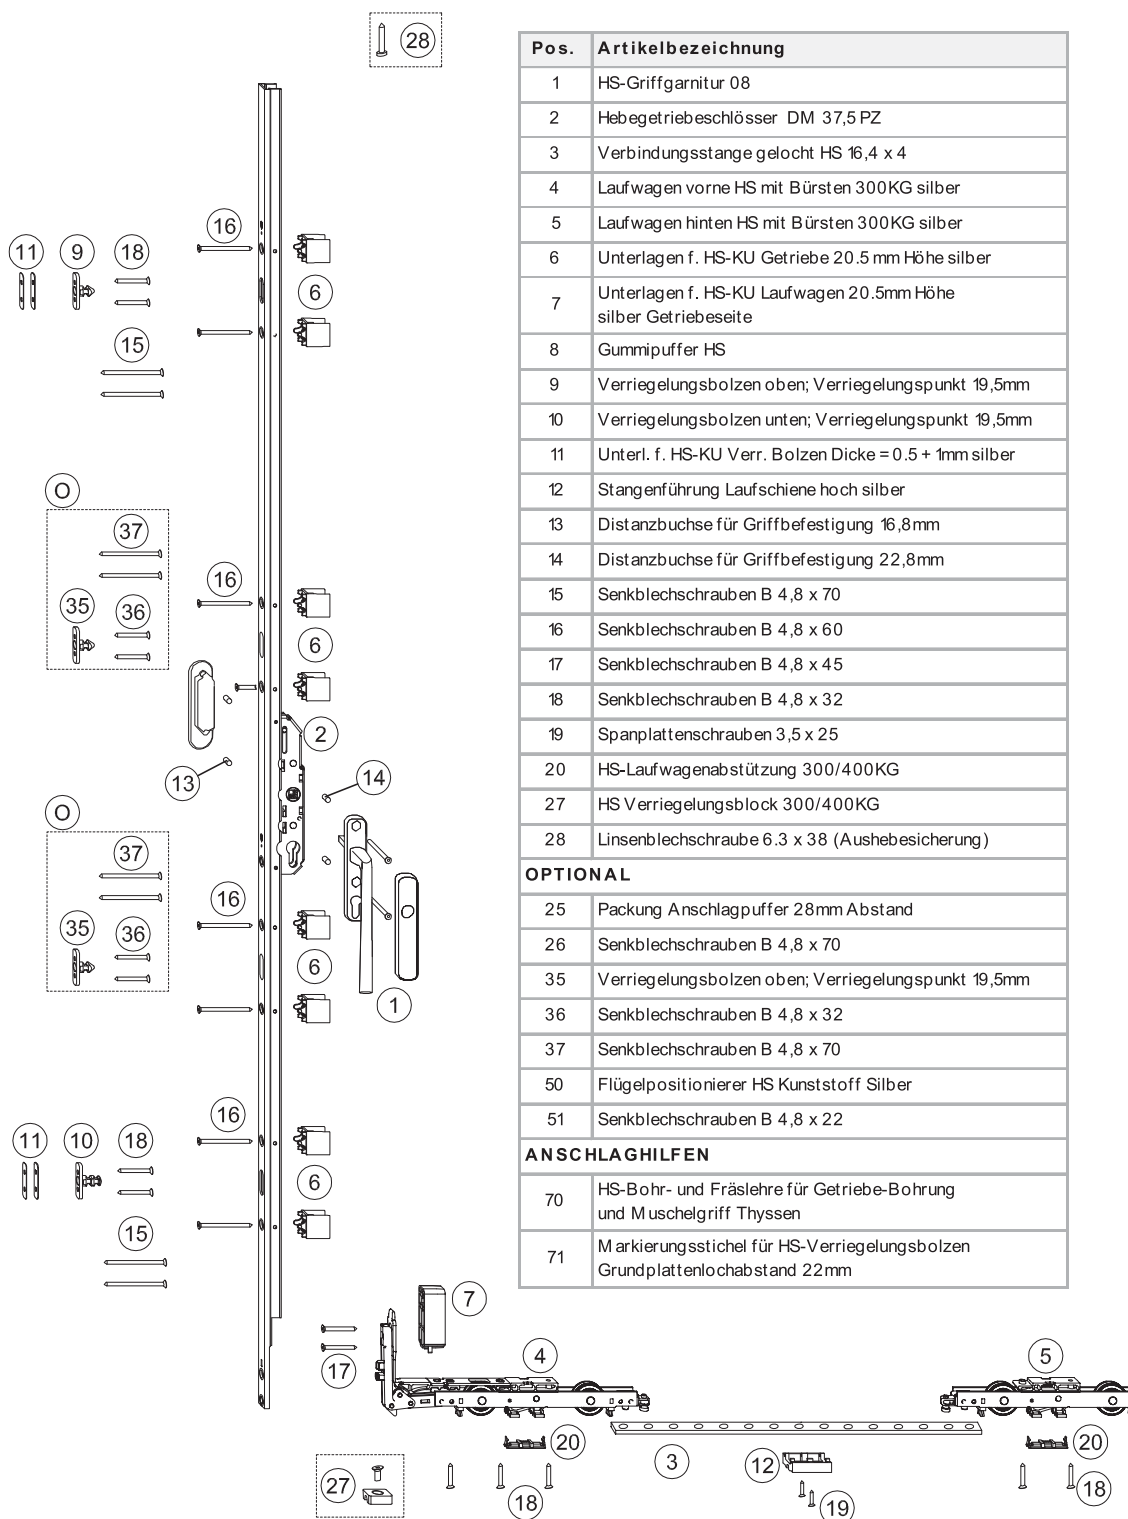 28
Pos. Artikelbezeichnung
1 HS-Griffgarnitur 08
2 Hebegetriebeschlösser DM 37,5 PZ
3 Verbindungsstange gelocht HS 16,4 x 4
4 Laufwagen vorne HS mit Bürsten 300KG silber
5 Laufwagen hinten HS mit Bürsten 300KG silber
6 Unterlagen f. HS-KU Getriebe 20.5 mm Höhe silber
7 Unterlagen f. HS-KU Laufwagen 20.5mm Höhe
silber Getriebeseite
8 Gummipuffer HS
9 Verriegelungsbolzen oben; Verriegelungspunkt 19,5mm
10 Verriegelungsbolzen unten; Verriegelungspunkt 19,5mm
11 Unterl. f. HS-KU Verr. Bolzen Dicke = 0.5 + 1mm silber
12 Stangenführung Laufschiene hoch silber
13 Distanzbuchse für Griffbefestigung 16,8mm
14 Distanzbuchse für Griffbefestigung 22,8mm
15 Senkblechschrauben B 4,8 x 70
16 Senkblechschrauben B 4,8 x 60
17 Senkblechschrauben B 4,8 x 45
18 Senkblechschrauben B 4,8 x 32
19 Spanplattenschrauben 3,5 x 25
20 HS-Laufwagenabstützung 300/400KG
27 HS Verriegelungsblock 300/400KG
28 Linsenblechschraube 6.3 x 38 (Aushebesicherung)
OPTIONAL
25 Packung Anschlagpuffer 28mm Abstand
26 Senkblechschrauben B 4,8 x 70
35 Verriegelungsbolzen oben; Verriegelungspunkt 19,5mm
36 Senkblechschrauben B 4,8 x 32
37 Senkblechschrauben B 4,8 x 70
50 Flügelpositionierer HS Kunststoff Silber
51 Senkblechschrauben B 4,8 x 22
ANSCHLAGHILFEN
70 HS-Bohr- und Fräslehre für Getriebe-Bohrung
und Muschelgriff Thyssen
71 Markierungsstichel für HS-Verriegelungsbolzen
Grundplattenlochabstand 22mm
16
11 9 18
6
15
O
37
16
35 36
6
2
13
14
O
37
16
35 36
6
1
16
11 10 18
6
15
7
17
4
5
20
3
12
20
27
18
19
18